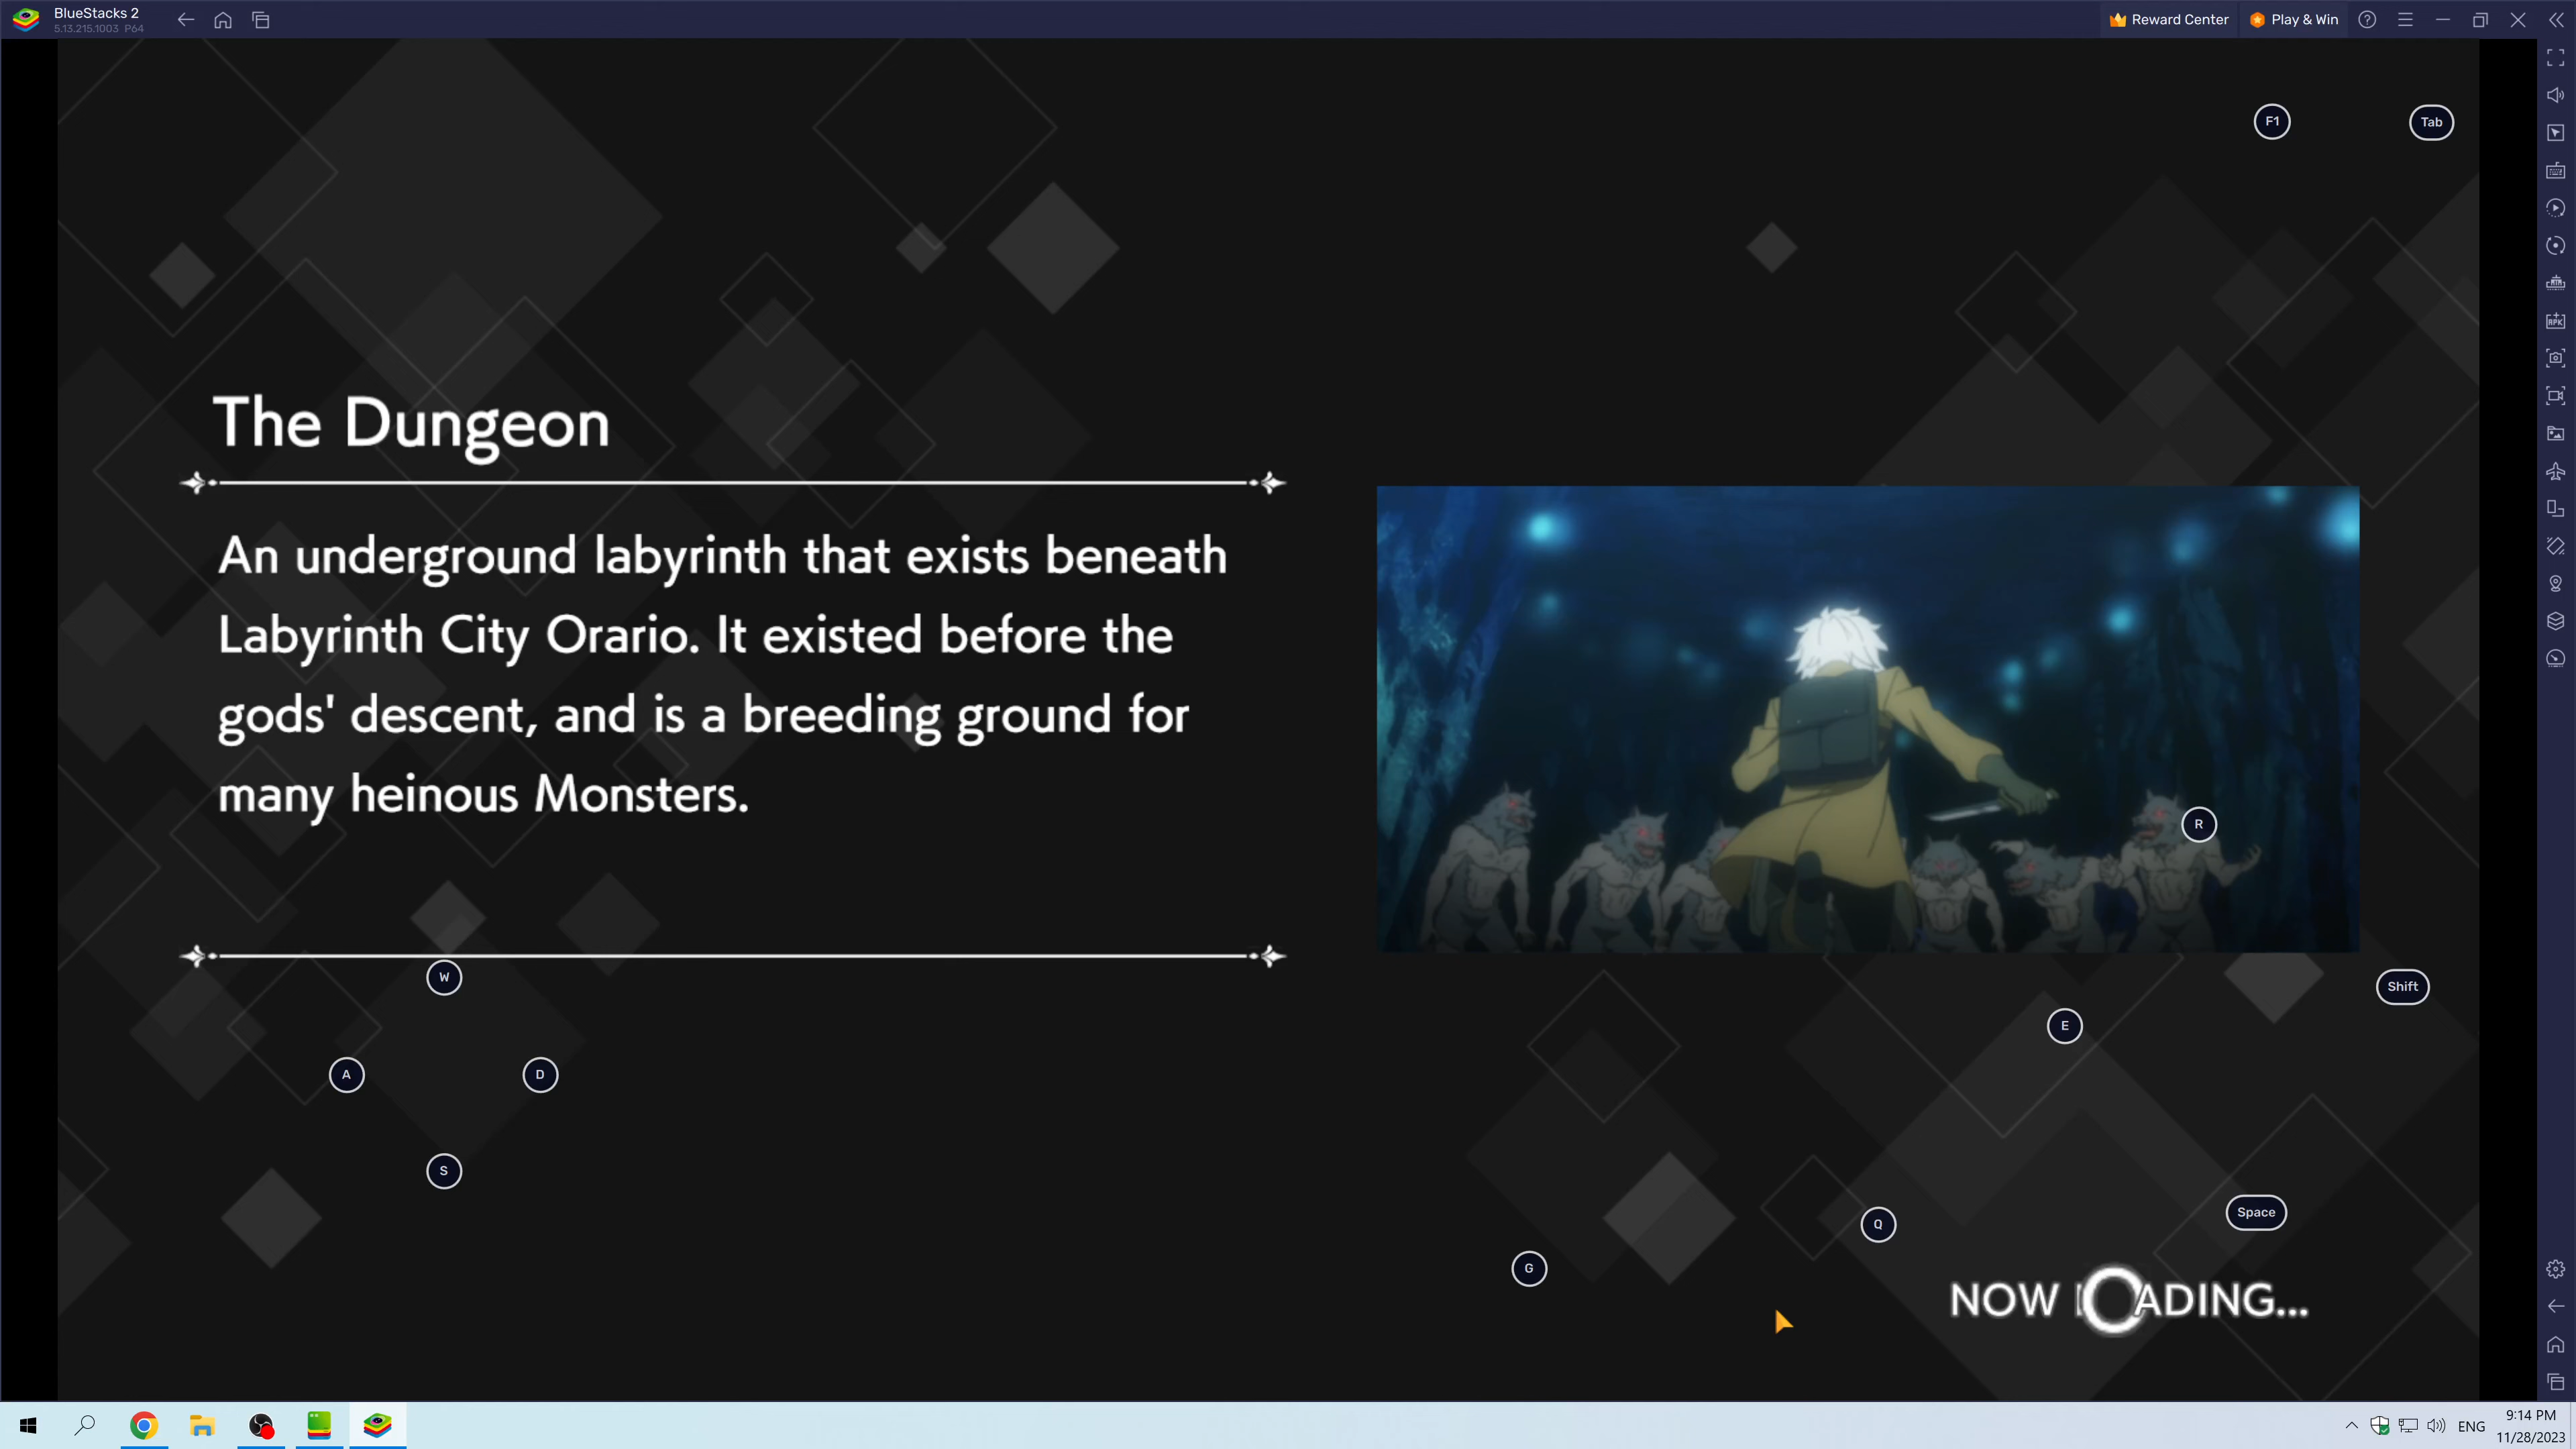 BlueStacks 2
5.13.215.1003 P64
Reward Center
Play & Win
F1
Tab
The Dungeon
An underground labyrinth that exists beneath
Labyrinth City Orario. It existed before the
gods' descent, and is a breeding ground for
many heinous Monsters.
R
W
Shift
E
A
D
S
Space
Q
G
NOW LOADING...
ENG
9:14 PM
11/28/2023